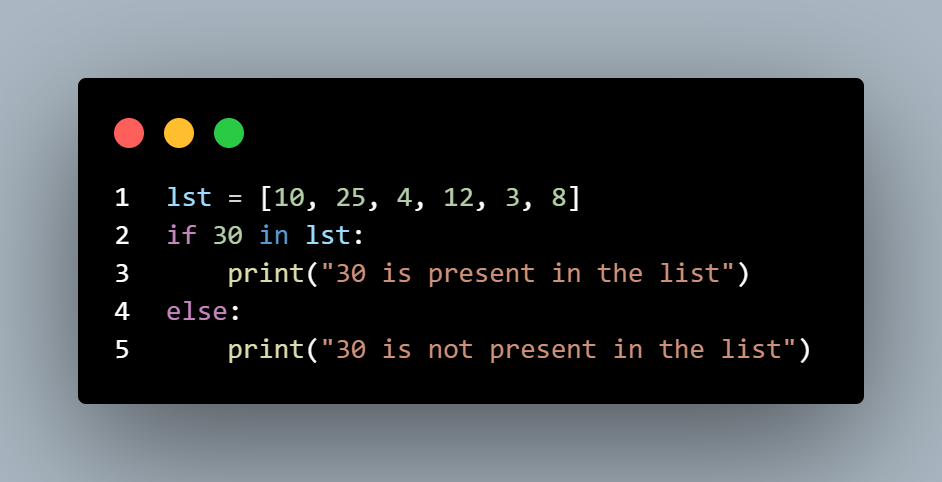 1 lst = [10, 25, 4, 12, 3, 8]
2 if 30 in lst:
3     print("30 is present in the list")
4 else:
5     print("30 is not present in the list")